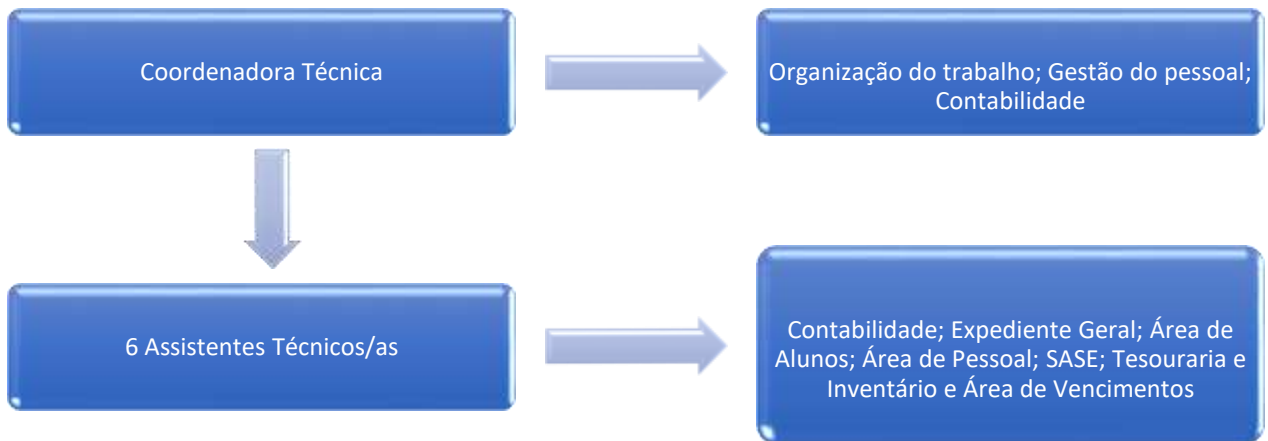 Coordenadora Técnica
Organização do trabalho; Gestão do pessoal;
Contabilidade
6 Assistentes Técnicos/as
Contabilidade; Expediente Geral; Área de
Alunos; Área de Pessoal; SASE; Tesouraria e
Inventário e Área de Vencimentos